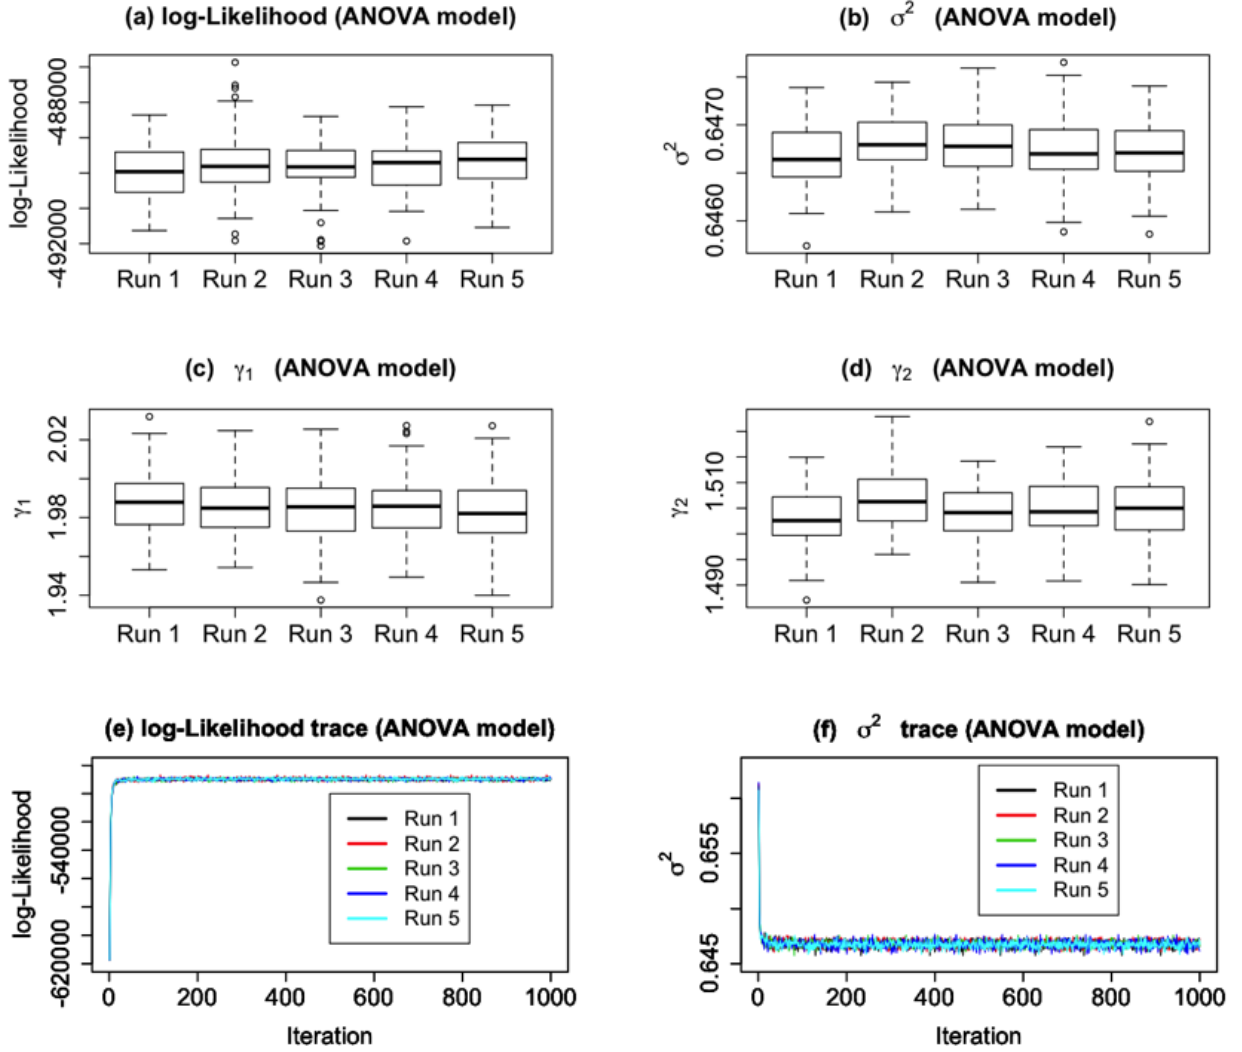 (a) log-Likelihood (ANOVA model)
log-Likelihood
-488000
-492000
Run 1 Run 2 Run 3 Run 4 Run 5
(b) σ² (ANOVA model)
σ²
0.6470
0.6460
Run 1 Run 2 Run 3 Run 4 Run 5
(c) γ₁ (ANOVA model)
γ₁
2.02
1.98
1.94
Run 1 Run 2 Run 3 Run 4 Run 5
(d) γ₂ (ANOVA model)
γ₂
1.510
1.490
Run 1 Run 2 Run 3 Run 4 Run 5
(e) log-Likelihood trace (ANOVA model)
log-Likelihood
-5400000
-6200000
Run 1
Run 2
Run 3
Run 4
Run 5
0 200 400 600 800 1000
Iteration
(f) σ² trace (ANOVA model)
σ²
0.655
0.645
Run 1
Run 2
Run 3
Run 4
Run 5
0 200 400 600 800 1000
Iteration